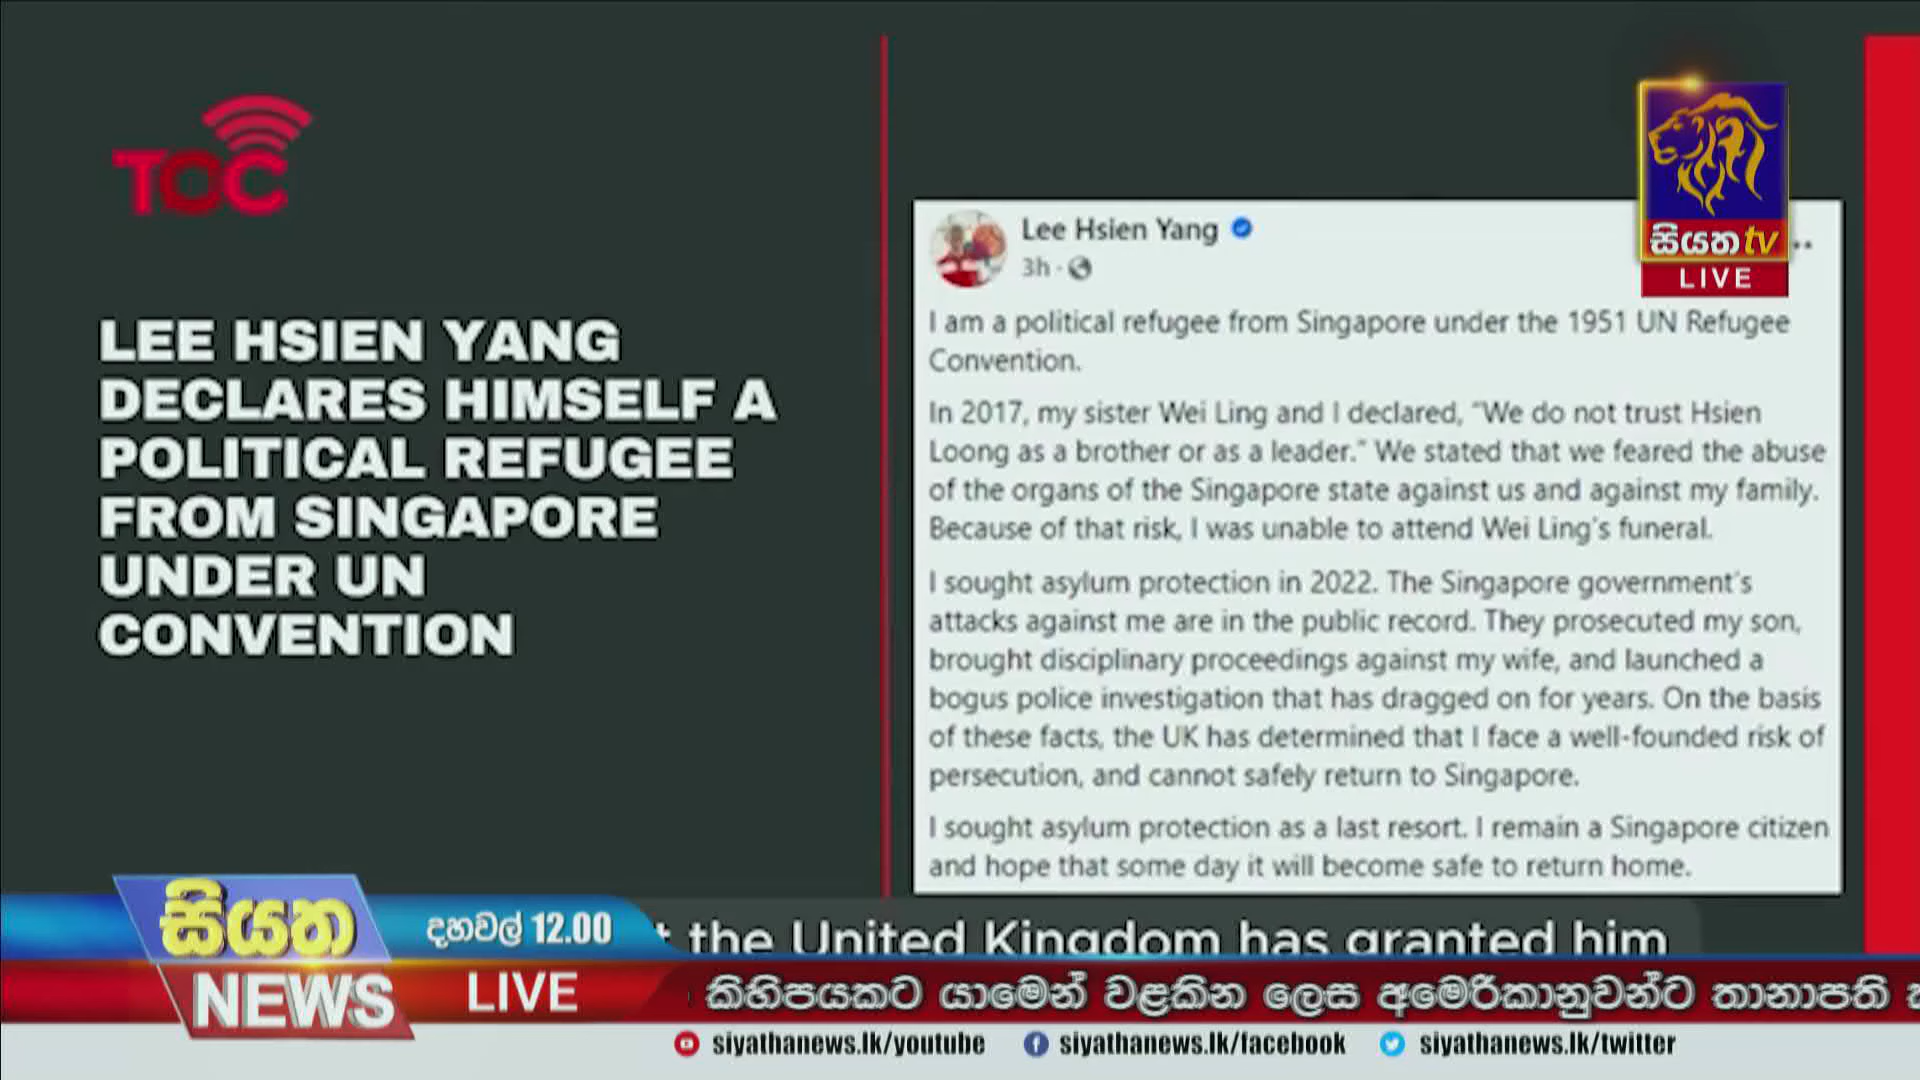 TOC
LEE HSIEN YANG
DECLARES HIMSELF A
POLITICAL REFUGEE
FROM SINGAPORE
UNDER UN
CONVENTION
Lee Hsien Yang
3h
I am a political refugee from Singapore under the 1951 UN Refugee
Convention.
In 2017, my sister Wei Ling and I declared, "We do not trust Hsien
Loong as a brother or as a leader." We stated that we feared the abuse
of the organs of the Singapore state against us and against my family.
Because of that risk, I was unable to attend Wei Ling's funeral.
I sought asylum protection in 2022. The Singapore government's
attacks against me are in the public record. They prosecuted my son,
brought disciplinary proceedings against my wife, and launched a
bogus police investigation that has dragged on for years. On the basis
of these facts, the UK has determined that I face a well-founded risk of
persecution, and cannot safely return to Singapore.
I sought asylum protection as a last resort. I remain a Singapore citizen
and hope that some day it will become safe to return home.
සියත tv
LIVE
the United Kingdom has granted him
සියත
දහවල් 12.00
NEWS
LIVE
කිහිපයකට යාමෙන් වළකින ලෙස අමෙරිකානුවන්ට තානාපති
siyathanews.lk/youtube siyathanews.lk/facebook siyathanews.lk/twitter